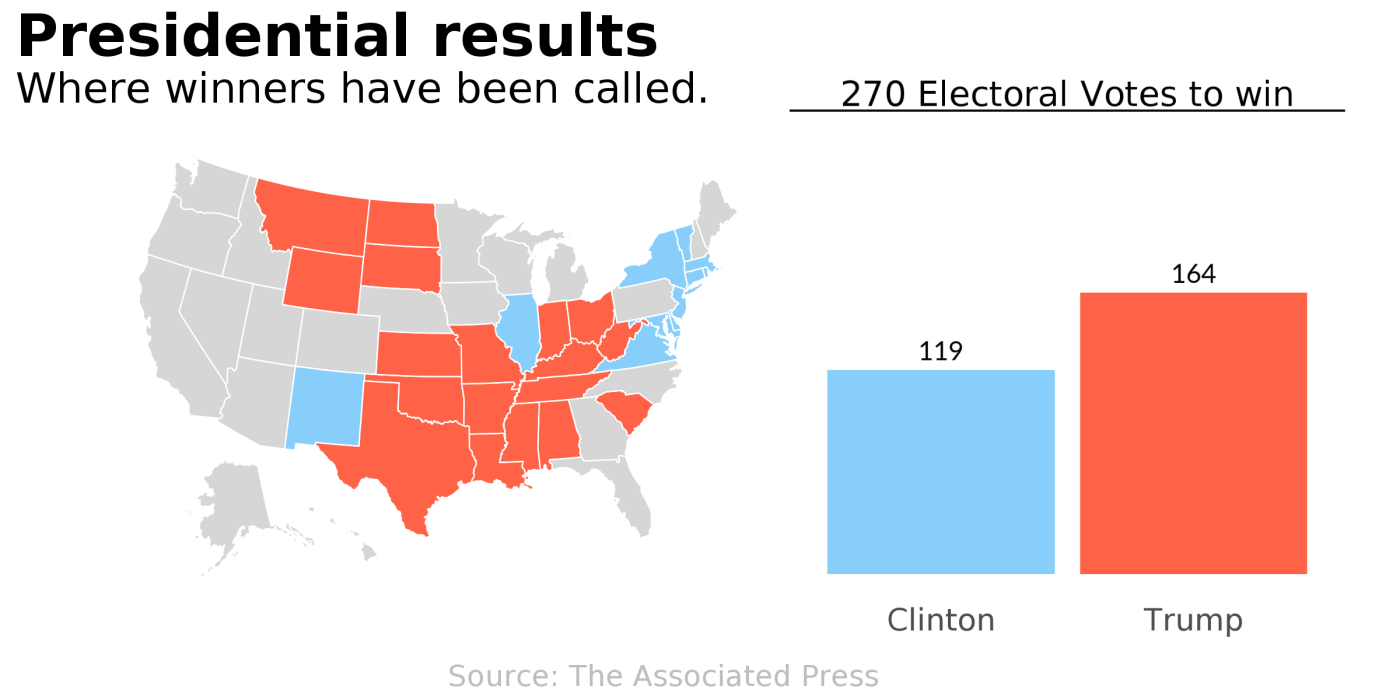 Presidential results
Where winners have been called.
270 Electoral Votes to win
119
164
Clinton
Trump
Source: The Associated Press